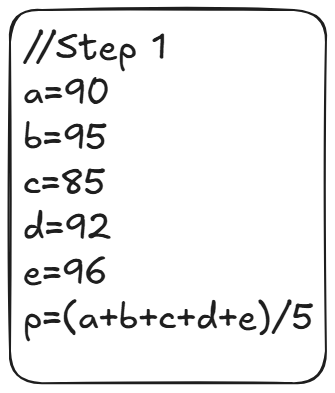 //Step 1
a=90
b=95
c=85
d=92
e=96
p=(a+b+c+d+e)/5